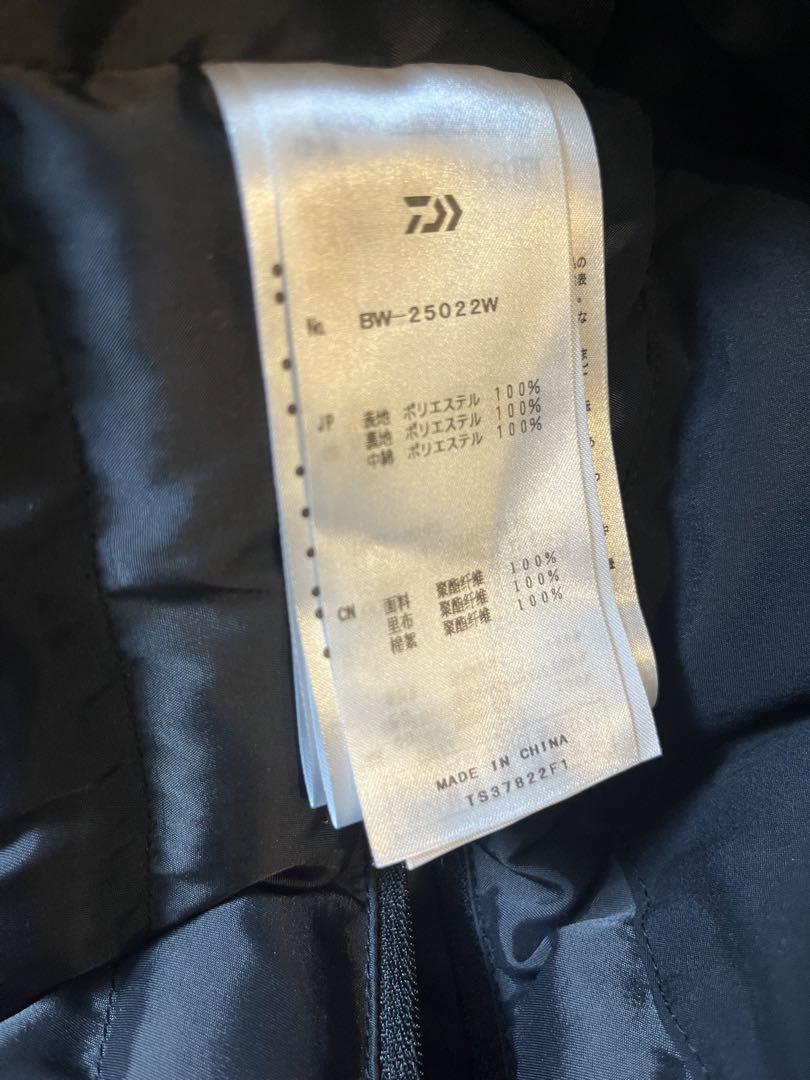 No. BW-25022W
JP 表地 ポリエステル 100%
裏地 ポリエステル 100%
中綿 ポリエステル 100%
CN 面料 聚酯纤维 100%
里布 聚酯纤维 100%
棉絮 聚酯纤维 100%
MADE IN CHINA
TS37822F1